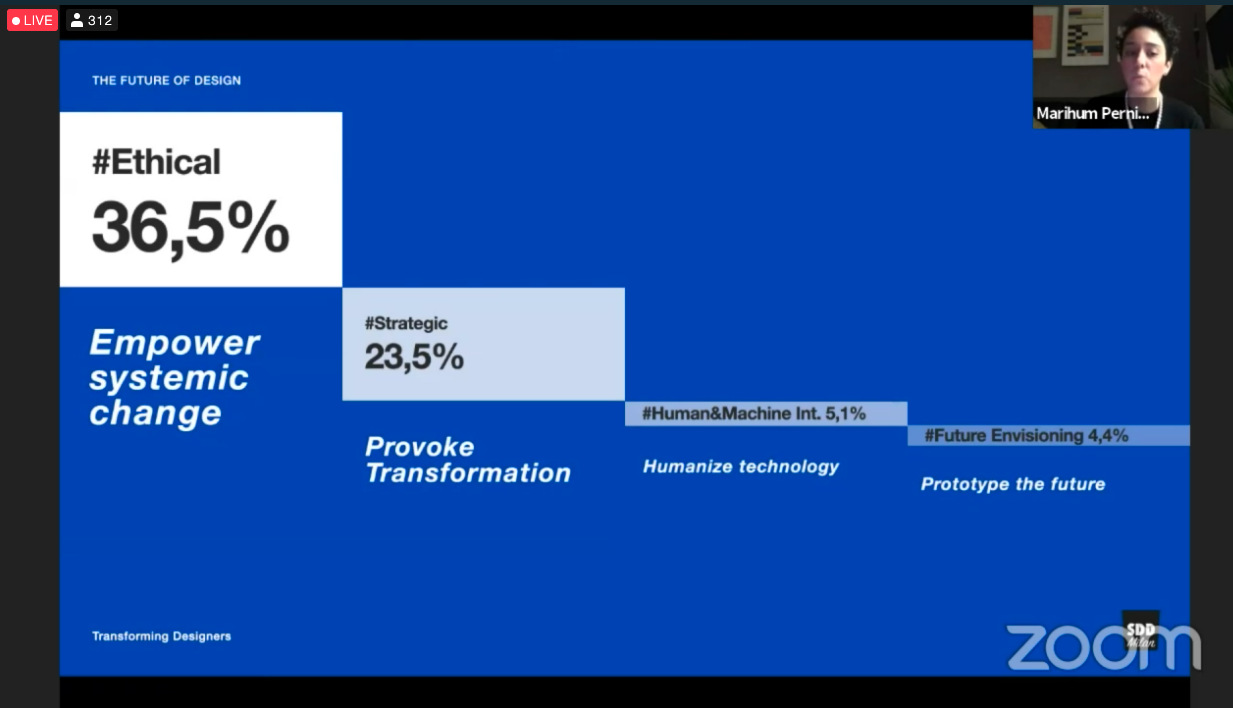 LIVE 312
Marihum Perni...
THE FUTURE OF DESIGN
#Ethical
36,5%
Empower
systemic
change
#Strategic
23,5%
Provoke
Transformation
#Human&Machine Int. 5,1%
Humanize technology
#Future Envisioning 4,4%
Prototype the future
Transforming Designers
SDD
Milan
zoom